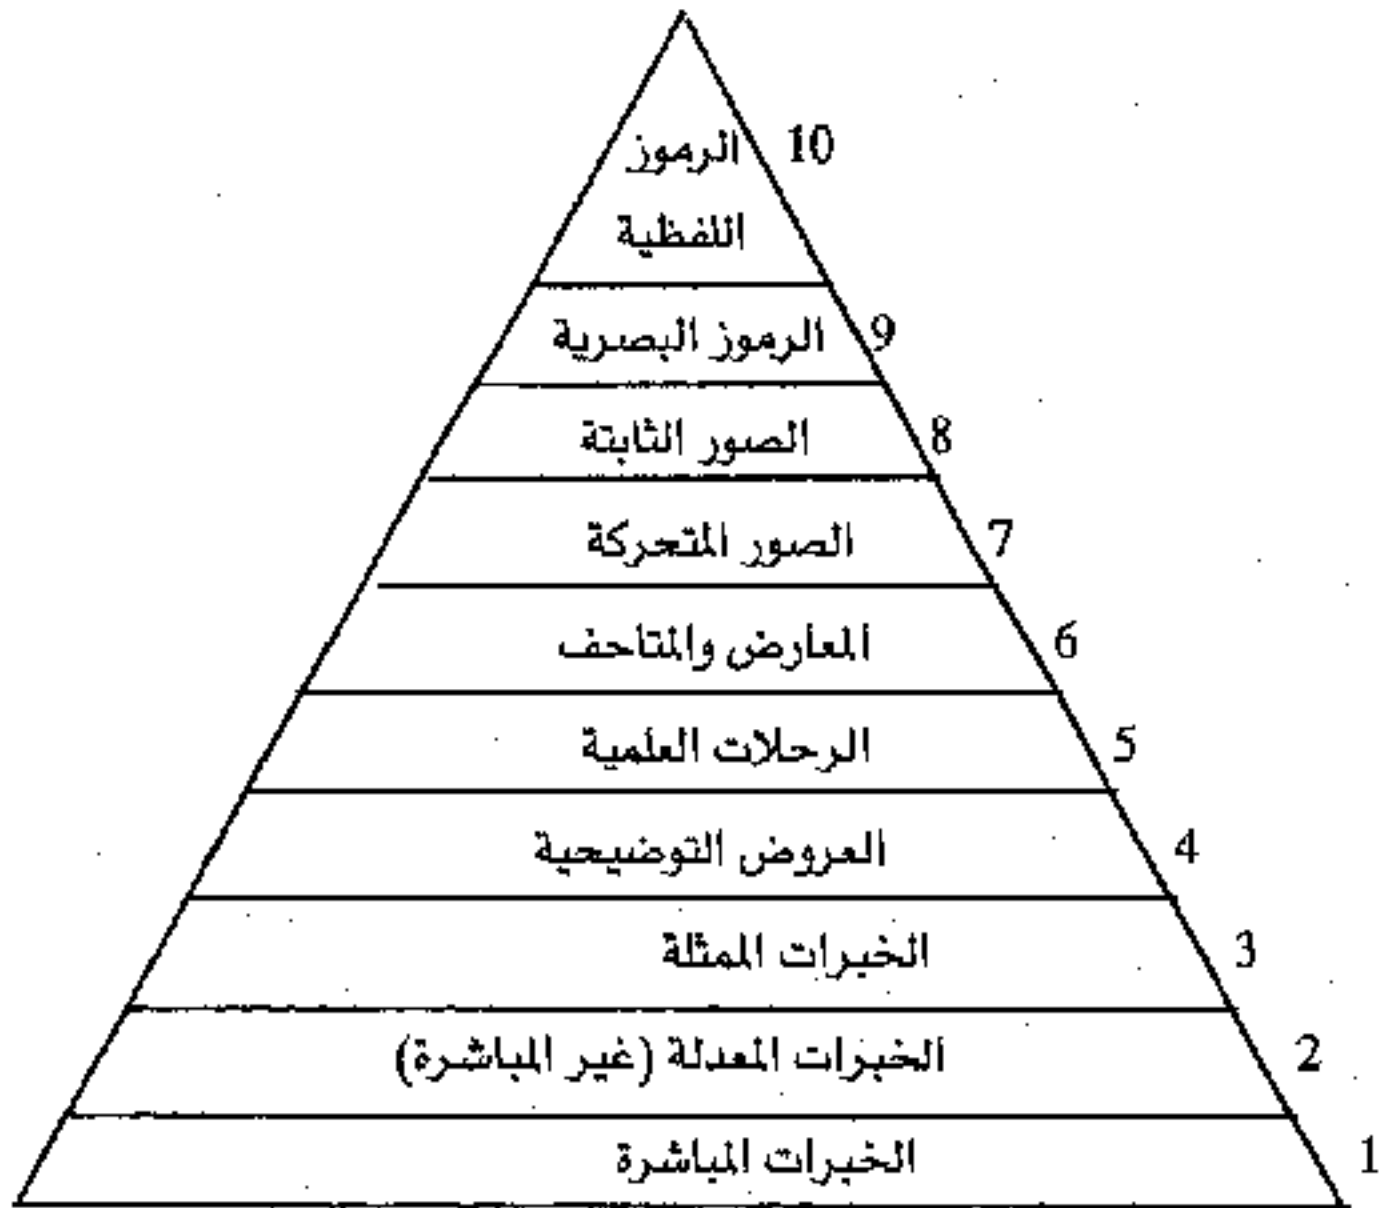 الرموز 10
اللفظية
الرموز البصرية 9
الصور الثابتة 8
الصور المتحركة 7
المعارض والمتاحف 6
الرحلات العلمية 5
العروض التوضيحية 4
الخبرات الممثلة 3
الخبرات المعدلة (غير المباشرة) 2
الخبرات المباشرة 1